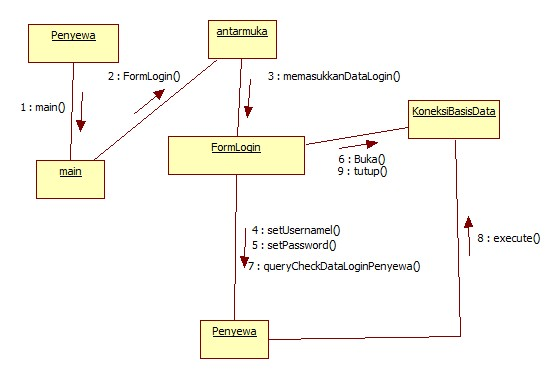 Penyewa
antarmuka
2 : FormLogin()
3 : memasukkanDataLogin()
1 : main()
KoneksiBasisData
FormLogin
main
6 : Buka()
9 : tutup()
4 : setUsernamel()
5 : setPassword()
8 : execute()
7 : queryCheckDataLoginPenyewa()
Penyewa